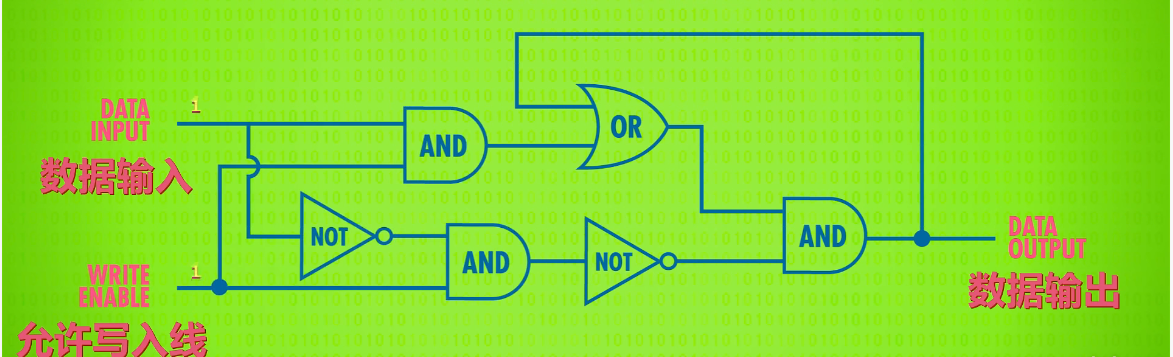 DATA
INPUT
1
数据输入
AND
OR
NOT
AND
NOT
AND
DATA
OUTPUT
数据输出
WRITE
ENABLE
1
允许写入线